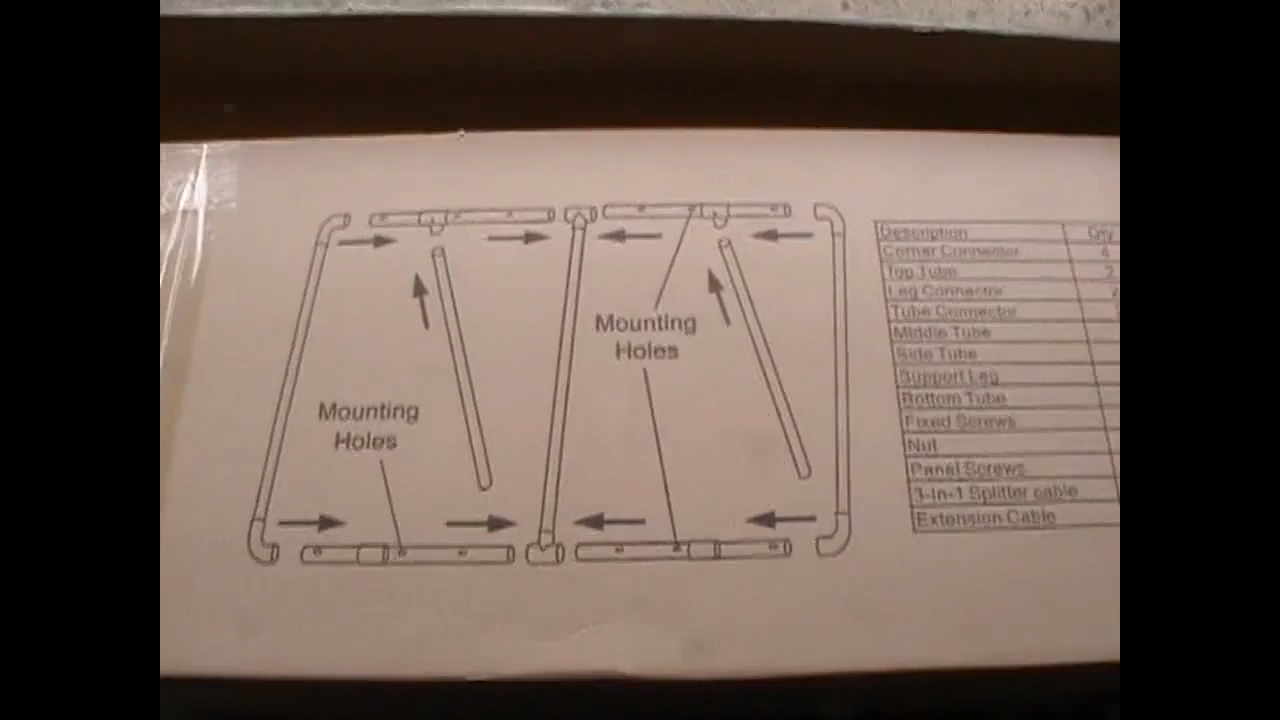 Mounting
Holes
Mounting
Holes
Description Qty
Corner Connector 4
Top Tube 2
Leg Connector
Tube Connector
Middle Tube
Side Tube
Support Leg
Bottom Tube
Fixed Screws
Nut
Panel Screws
3-in-1 Splitter cable
Extension Cable